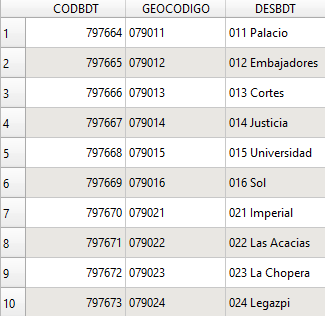 CODBDT GEOCODIGO DESBDT
1 797664 079011 011 Palacio
2 797665 079012 012 Embajadores
3 797666 079013 013 Cortes
4 797667 079014 014 Justicia
5 797668 079015 015 Universidad
6 797669 079016 016 Sol
7 797670 079021 021 Imperial
8 797671 079022 022 Las Acacias
9 797672 079023 023 La Chopera
10 797673 079024 024 Legazpi